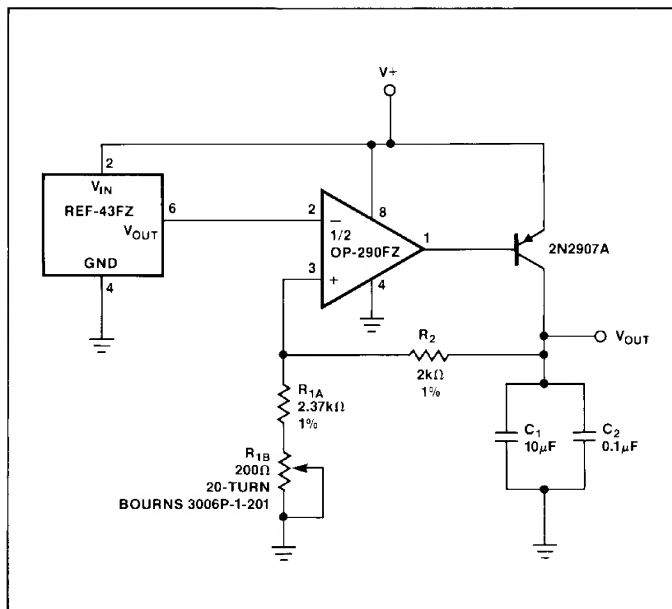 V+
2
VIN
REF-43FZ
VOUT
6
GND
4
2
−
8
1/2
OP-290FZ
1
3
+
4
2N2907A
VOUT
R2
2kΩ
1%
R1A
2.37kΩ
1%
R1B
200Ω
20-TURN
BOURNS 3006P-1-201
C1
10μF
C2
0.1μF